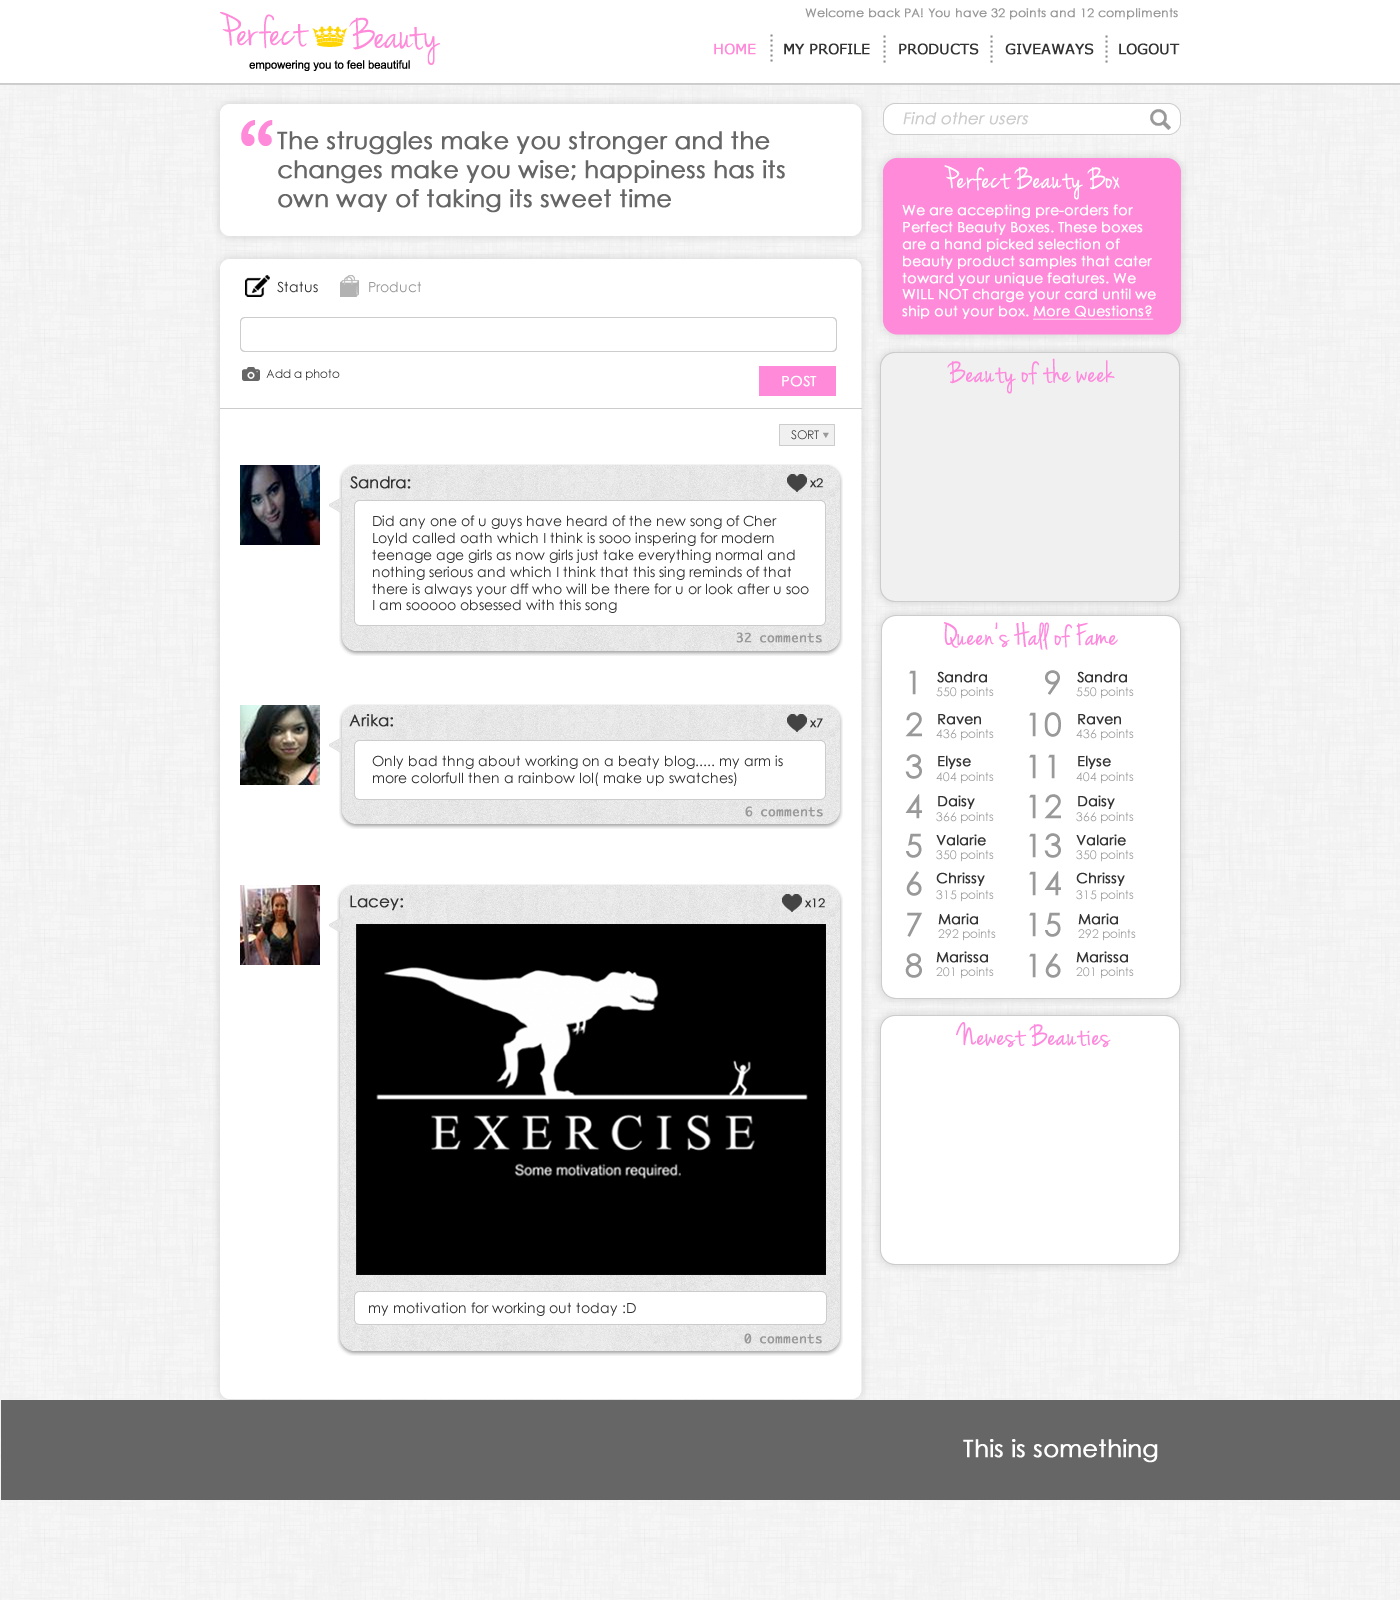 Welcome back PA! You have 32 points and 12 compliments
Perfect Beauty
empowering you to feel beautiful
HOME
MY PROFILE
PRODUCTS
GIVEAWAYS
LOGOUT
“The struggles make you stronger and the
changes make you wise; happiness has its
own way of taking its sweet time
Status
Product
Add a photo
POST
SORT
Sandra:
x2
Did any one of u guys have heard of the new song of Cher
Loyld called oath which I think is sooo inspering for modern
teenage age girls as now girls just take everything normal and
nothing serious and which I think that this sing reminds of that
there is always your dff who will be there for u or look after u soo
I am sooooo obsessed with this song
32 comments
Arika:
x7
Only bad thng about working on a beaty blog..... my arm is
more colorfull then a rainbow lol( make up swatches)
6 comments
Lacey:
x12
EXERCISE
Some motivation required.
my motivation for working out today :D
0 comments
Find other users
Perfect Beauty Box
We are accepting pre-orders for
Perfect Beauty Boxes. These boxes
are a hand picked selection of
beauty product samples that cater
toward your unique features. We
WILL NOT charge your card until we
ship out your box. More Questions?
Beauty of the week
Queen's Hall of Fame
1 Sandra
550 points
2 Raven
436 points
3 Elyse
404 points
4 Daisy
366 points
5 Valarie
350 points
6 Chrissy
315 points
7 Maria
292 points
8 Marissa
201 points
9 Sandra
550 points
10 Raven
436 points
11 Elyse
404 points
12 Daisy
366 points
13 Valarie
350 points
14 Chrissy
315 points
15 Maria
292 points
16 Marissa
201 points
Newest Beauties
This is something